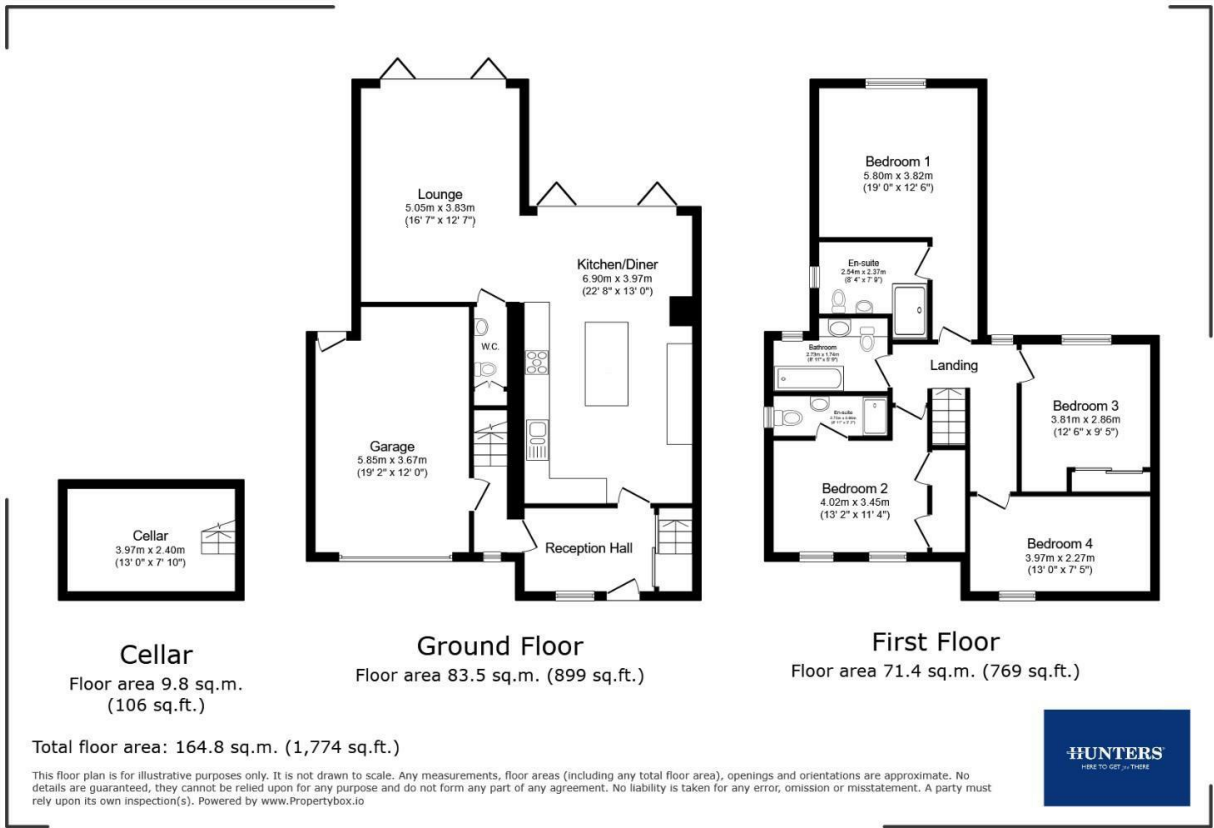 Lounge
5.05m x 3.83m
(16' 7" x 12' 7")
Kitchen/Diner
6.90m x 3.97m
(22' 8" x 13' 0")
W.C.
Garage
5.85m x 3.67m
(19' 2" x 12' 0")
Reception Hall
Bedroom 1
5.80m x 3.82m
(19' 0" x 12' 6")
En-suite
2.54m x 2.37m
(8' 4" x 7' 9")
Bathroom
2.73m x 1.74m
Landing
En-suite
Bedroom 3
3.81m x 2.86m
(12' 6" x 9' 5")
Bedroom 2
4.02m x 3.45m
(13' 2" x 11' 4")
Bedroom 4
3.97m x 2.27m
(13' 0" x 7' 5")
Cellar
3.97m x 2.40m
(13' 0" x 7' 10")
Cellar
Floor area 9.8 sq.m.
(106 sq.ft.)
Ground Floor
Floor area 83.5 sq.m. (899 sq.ft.)
First Floor
Floor area 71.4 sq.m. (769 sq.ft.)
Total floor area: 164.8 sq.m. (1,774 sq.ft.)
This floor plan is for illustrative purposes only. It is not drawn to scale. Any measurements, floor areas (including any total floor area), openings and orientations are approximate. No
details are guaranteed, they cannot be relied upon for any purpose and do not form any part of any agreement. No liability is taken for any error, omission or misstatement. A party must
rely upon its own inspection(s). Powered by www.Propertybox.io
HUNTERS
HERE TO GET you THERE